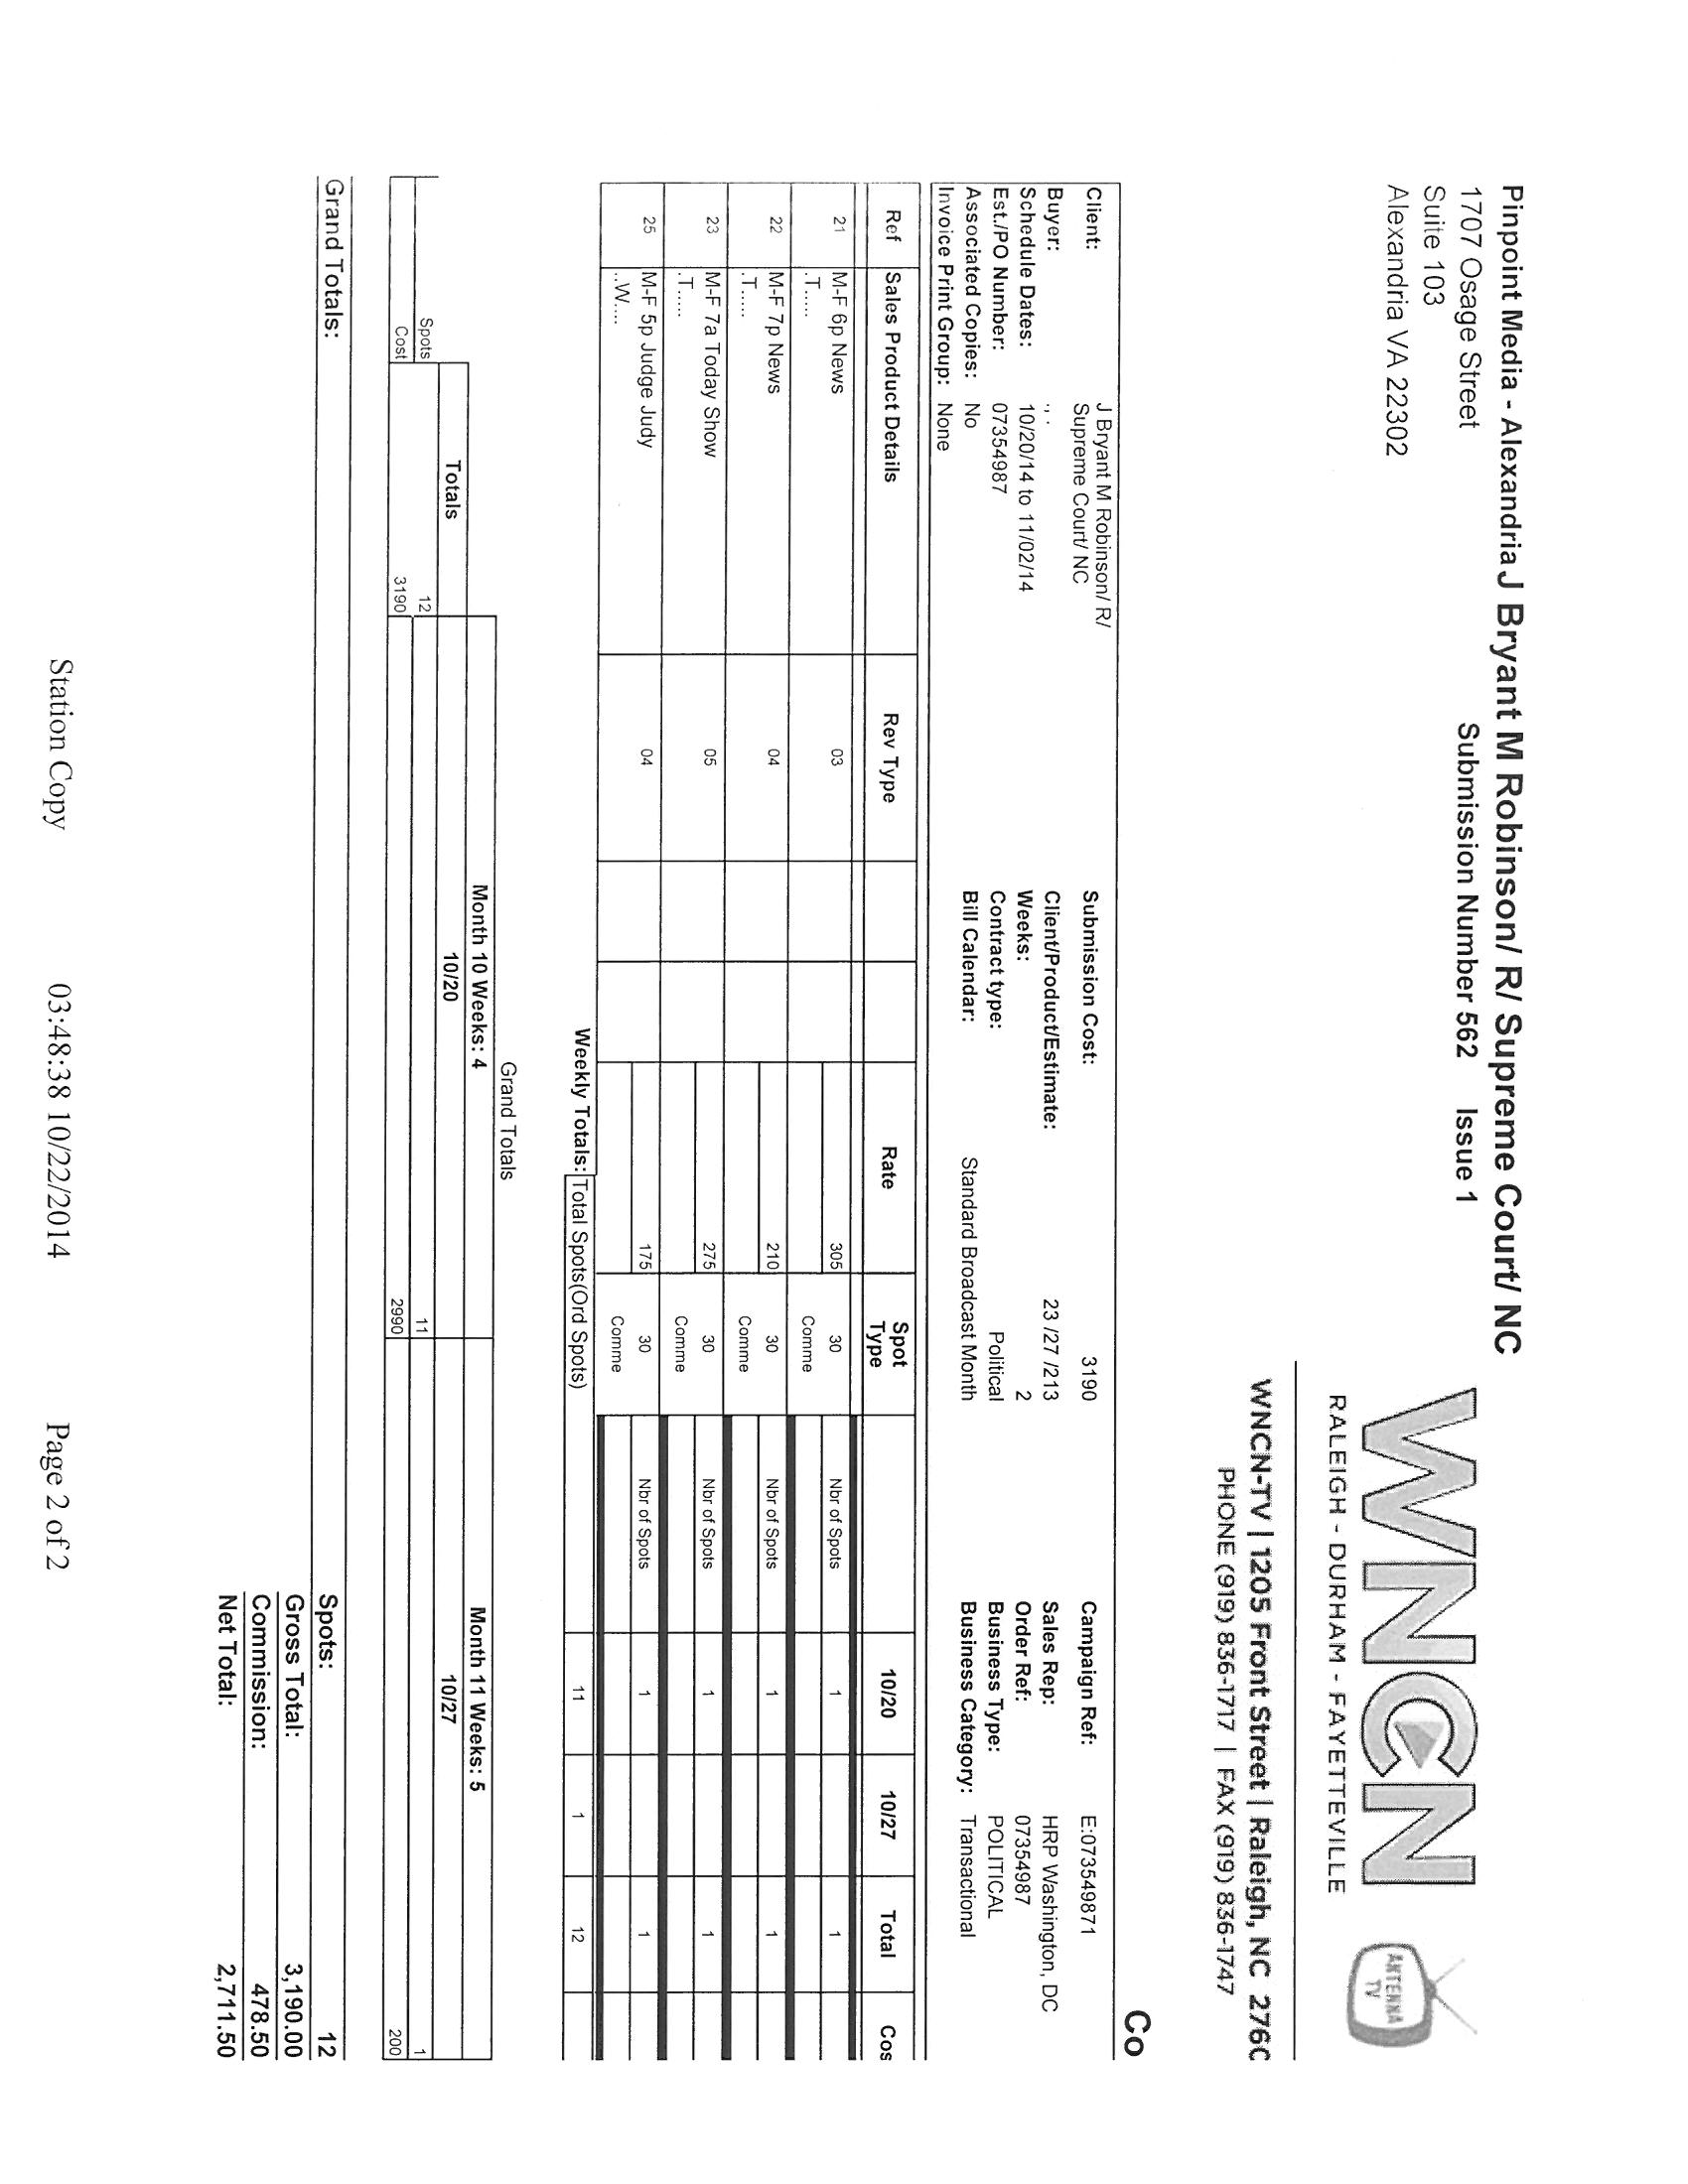 Pinpoint Media - Alexandria J Bryant M Robinson/ R/ Supreme Court/ NC
1707 Osage Street
Submission Number 562 Issue 1
Suite 103
Alexandria VA 22302
WNCN
RALEIGH - DURHAM - FAYETTEVILLE
ANTENNA
TV
WNCN-TV | 1205 Front Street | Raleigh, NC 276
PHONE (919) 836-1717 | FAX (919) 836-1747
Co
Client: J Bryant M Robinson/ R/ Submission Cost: 3190 Campaign Ref: E:073549871
Supreme Court/ NC
Buyer: ., . Client/Product/Estimate: 23 /27 /213 Sales Rep: HRP Washington, DC
Schedule Dates: 10/20/14 to 11/02/14 Weeks: 2 Order Ref: 07354987
Est./PO Number: 07354987 Contract type: Political Business Type: POLITICAL
Associated Copies: No Bill Calendar: Standard Broadcast Month Business Category: Transactional
Invoice Print Group: None
Ref Sales Product Details Rev Type Rate Spot Type 10/20 10/27 Total Cos
21 M-F 6p News 03 305 30 Nbr of Spots 1 1
.T..... Comme
22 M-F 7p News 04 210 30 Nbr of Spots 1 1
.T..... Comme
23 M-F 7a Today Show 05 275 30 Nbr of Spots 1 1
.T..... Comme
25 M-F 5p Judge Judy 04 175 30 Nbr of Spots 1 1
..W.... Comme
Weekly Totals: Total Spots(Ord Spots) 11 1 12
Grand Totals
Month 10 Weeks: 4 Month 11 Weeks: 5
Totals 10/20 10/27
Spots 12 11 1
Cost 3190 2990 200
Grand Totals: Spots: 12
Gross Total: 3,190.00
Commission: 478.50
Net Total: 2,711.50
Station Copy 03:48:38 10/22/2014 Page 2 of 2